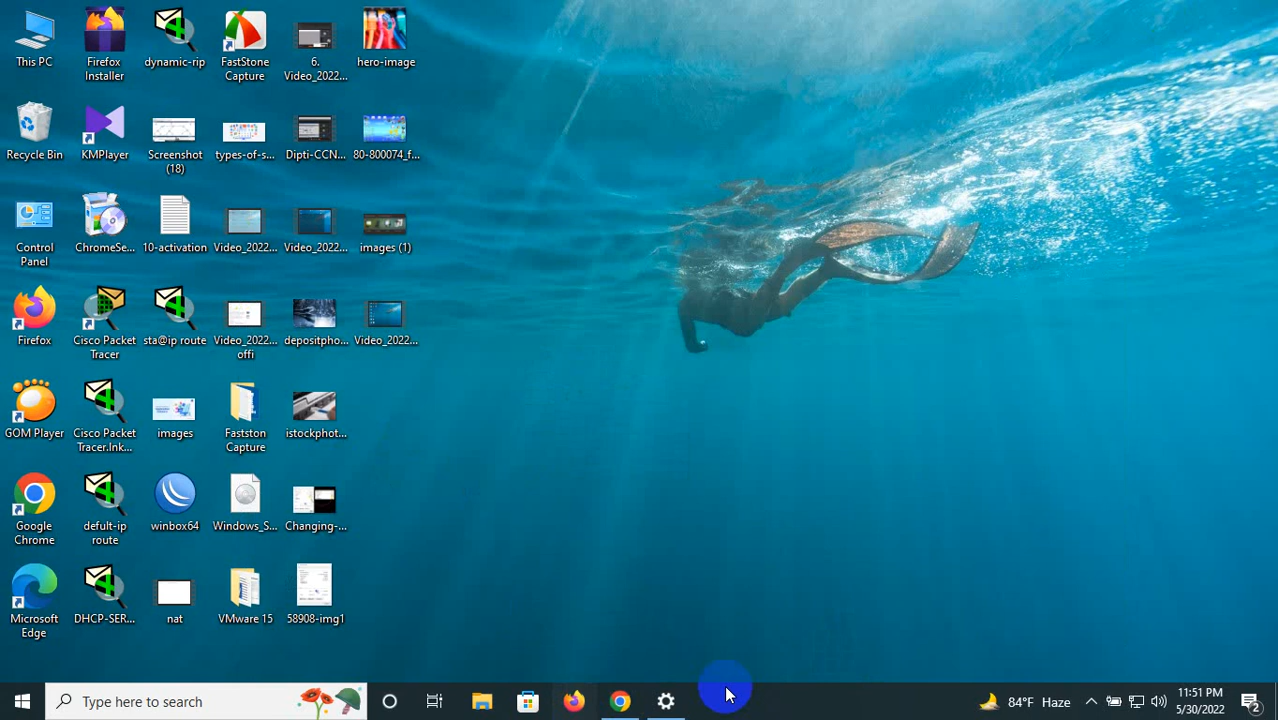 This PC
Firefox
Installer
dynamic-rip
FastStone
Capture
6.
Video_2022...
hero-image
Recycle Bin
KMPlayer
Screenshot
(18)
types-of-s...
Dipti-CCN...
80-800074_f...
Control
Panel
ChromeSe...
10-activation
Video_2022...
Video_2022...
images (1)
Firefox
Cisco Packet
Tracer
sta@ip route
Video_2022...
offi
depositpho...
Video_2022...
GOM Player
Cisco Packet
Tracer.lnk...
images
Fastston
Capture
istockphot...
Google
Chrome
defult-ip
route
winbox64
Windows_S...
Changing-...
Microsoft
Edge
DHCP-SER...
nat
VMware 15
58908-img1
Type here to search
84°F Haze
11:51 PM
5/30/2022
2